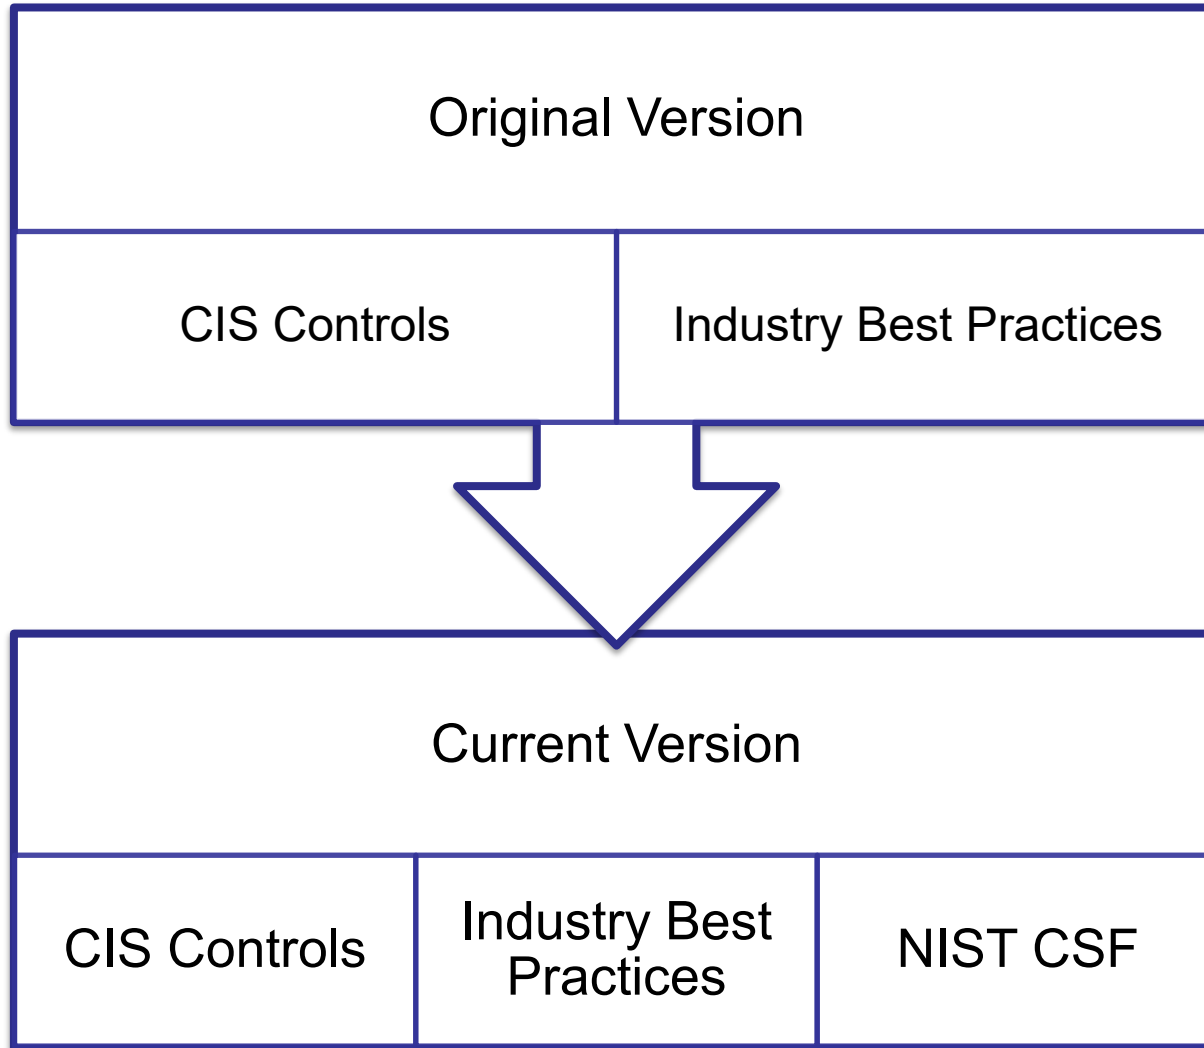 Original Version
CIS Controls
Industry Best Practices
Current Version
CIS Controls
Industry Best
Practices
NIST CSF